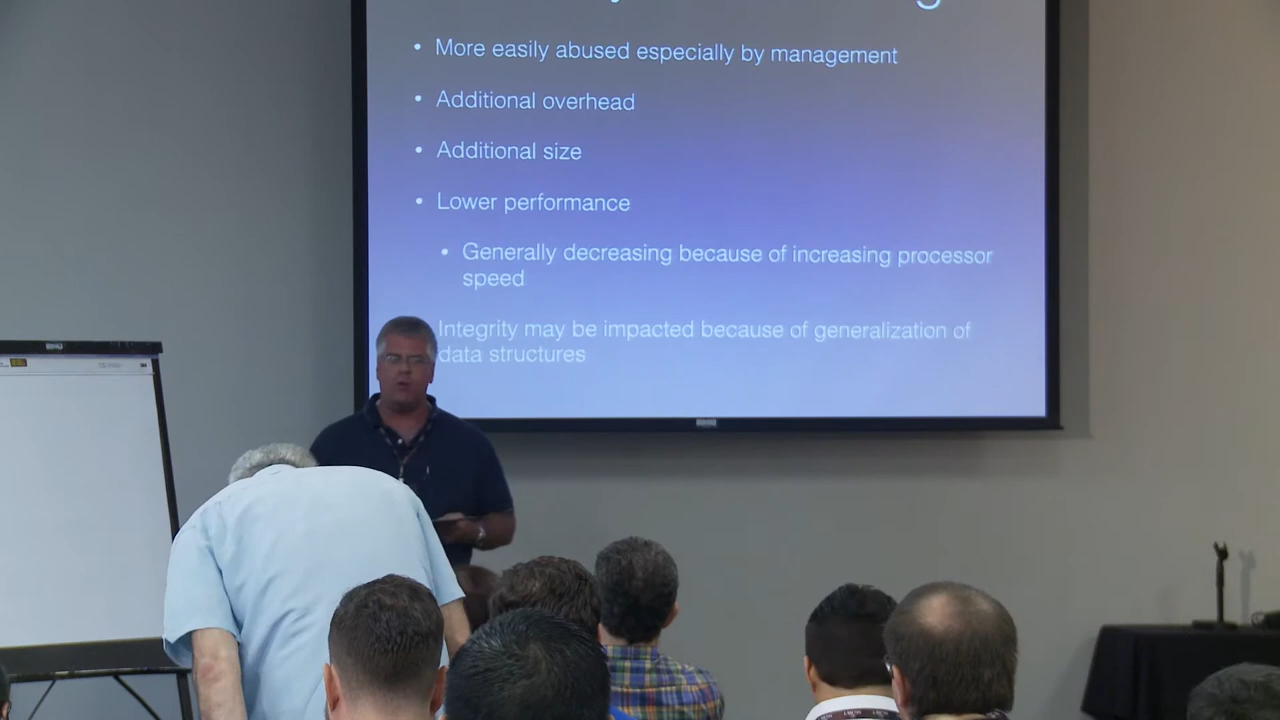 • More easily abused especially by management
• Additional overhead
• Additional size
• Lower performance
• Generally decreasing because of increasing processor
speed
Integrity may be impacted because of generalization of
data structures